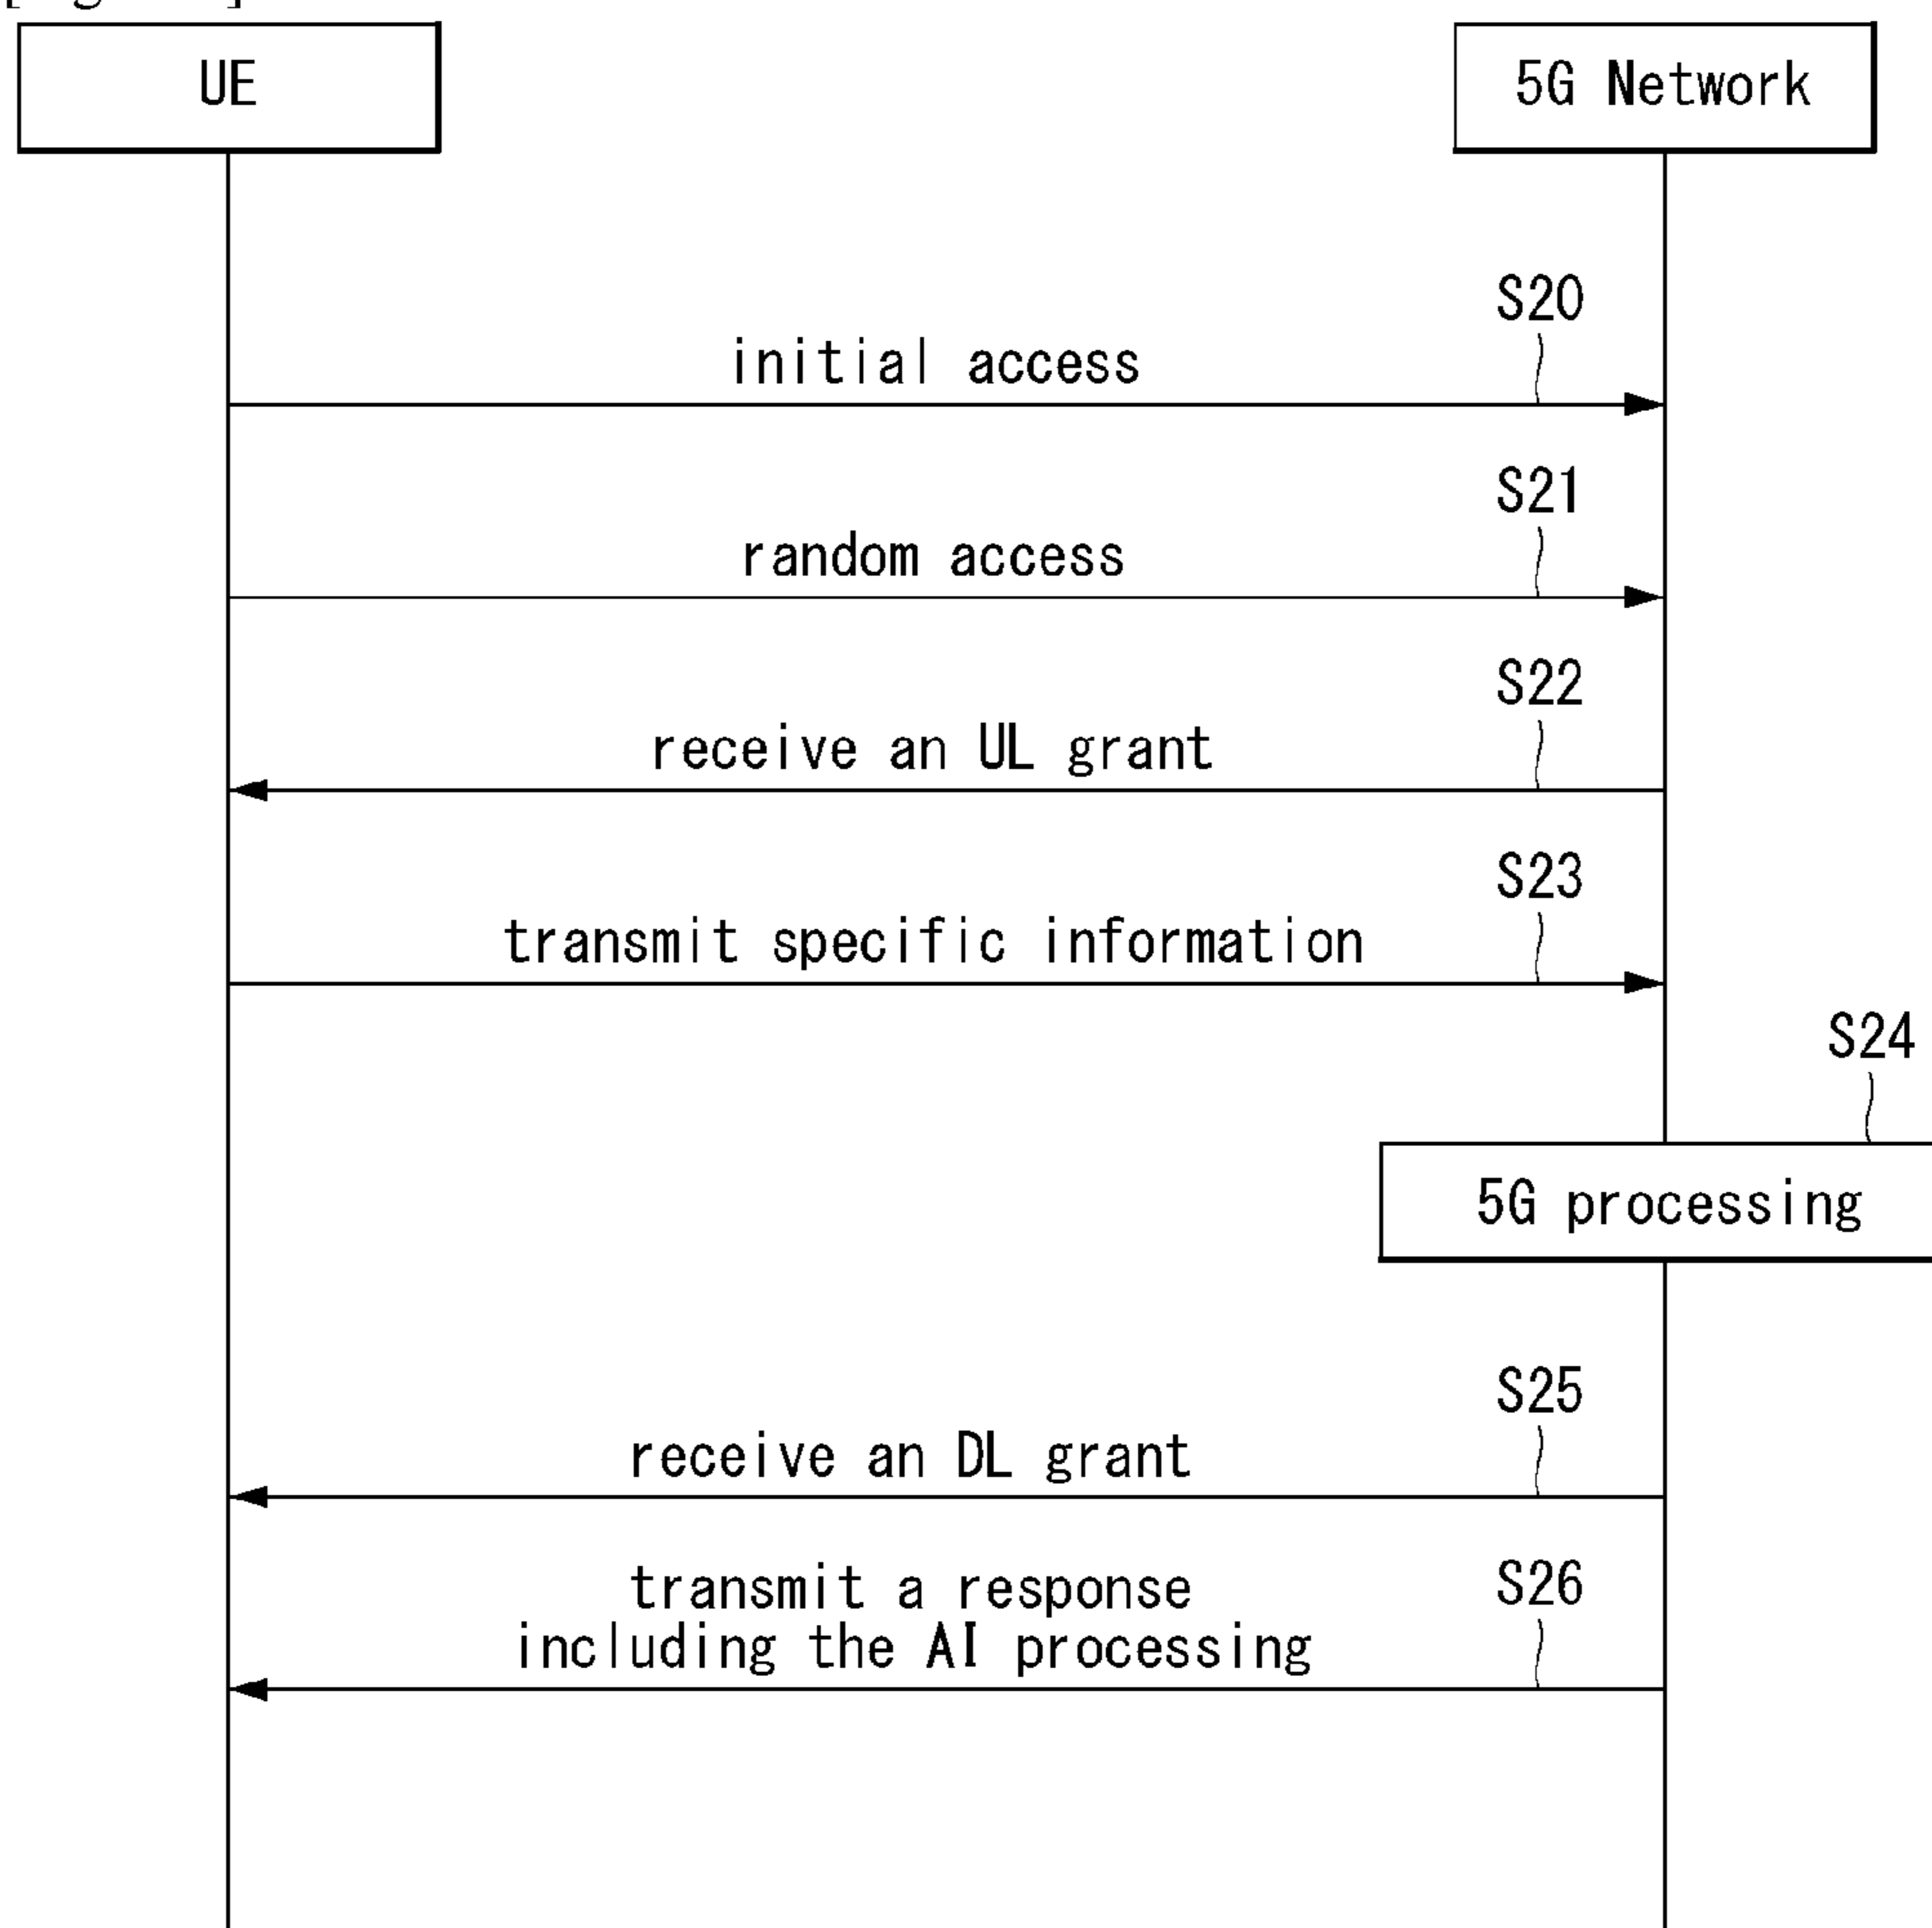 UE
5G Network
S20
initial access
S21
random access
S22
receive an UL grant
S23
transmit specific information
S24
5G processing
S25
receive an DL grant
S26
transmit a response
including the AI processing